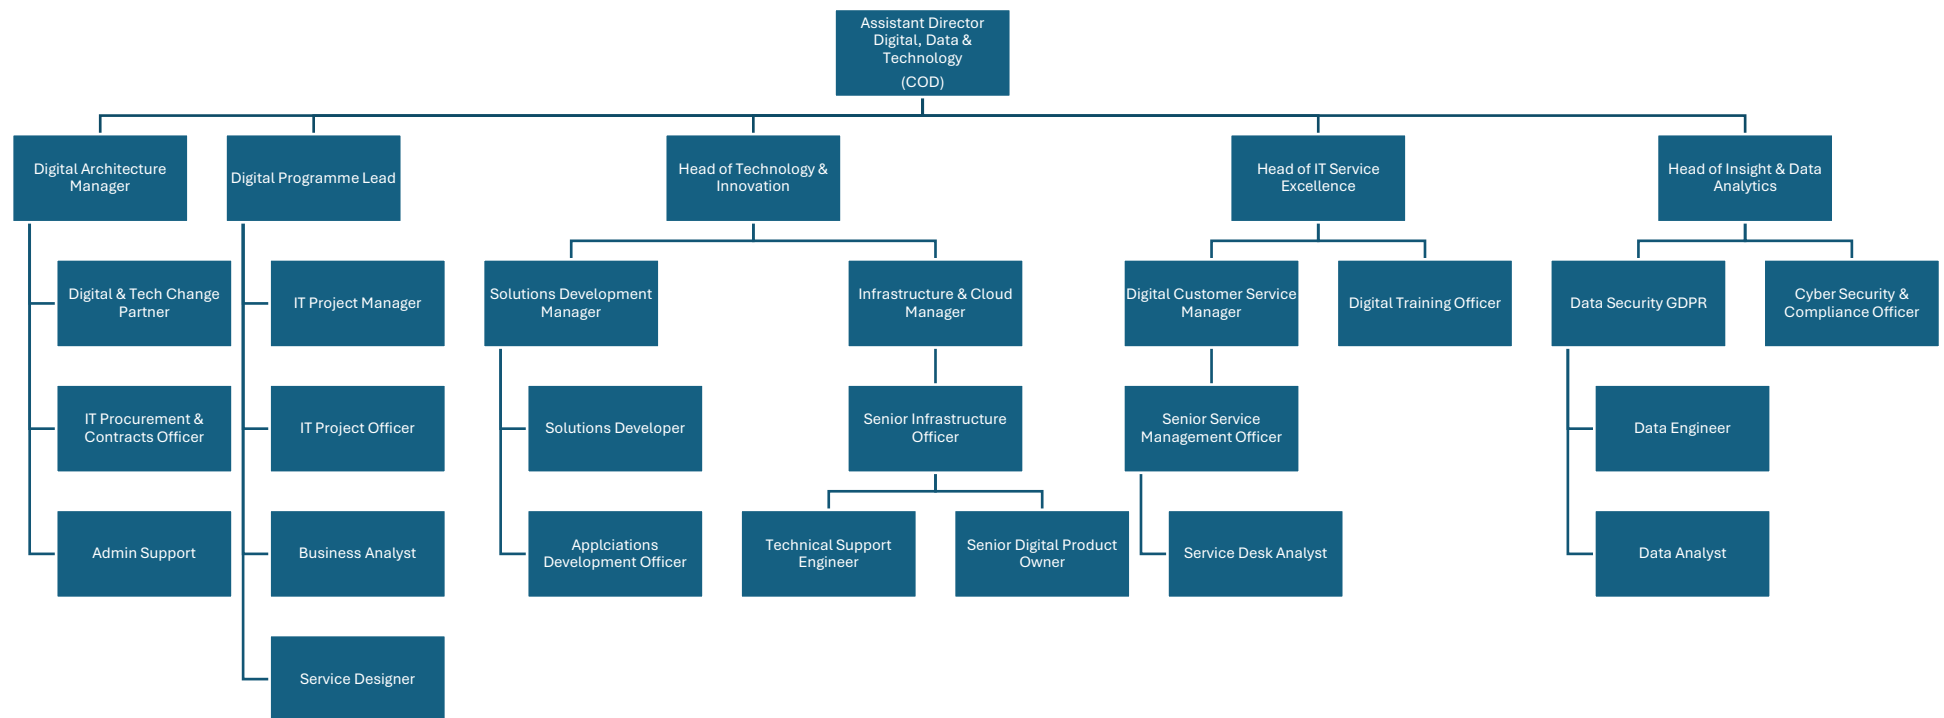 Assistant Director
Digital, Data &
Technology
(COD)
Digital Architecture
Manager
Digital Programme Lead
Head of Technology &
Innovation
Head of IT Service
Excellence
Head of Insight & Data
Analytics
Digital & Tech Change
Partner
IT Project Manager
Solutions Development
Manager
Infrastructure & Cloud
Manager
Digital Customer Service
Manager
Digital Training Officer
Data Security GDPR
Cyber Security &
Compliance Officer
IT Procurement &
Contracts Officer
IT Project Officer
Solutions Developer
Senior Infrastructure
Officer
Senior Service
Management Officer
Data Engineer
Admin Support
Business Analyst
Applciations
Development Officer
Technical Support
Engineer
Senior Digital Product
Owner
Service Desk Analyst
Data Analyst
Service Designer